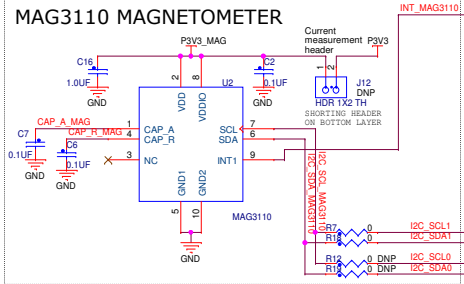 MAG3110 MAGNETOMETER
INT_MAG3110
Current
measurement
header
P3V3_MAG
P3V3
C16
1.0UF
GND
C2
0.1UF
GND
1
2
J12
DNP
HDR 1X2 TH
SHORTING HEADER
ON BOTTOM LAYER
2
8
U2
VDD
VDDIO
CAP_A_MAG
1
CAP_A
CAP_R_MAG
4
CAP_R
C7
0.1UF
GND
C6
0.1UF
GND
3
NC
SCL
7
SDA
6
INT1
9
GND1
GND2
5
10
MAG3110
GND
I2C_SCL_MAG3110
I2C_SDA_MAG3110
R7
0
I2C_SCL1
0
I2C_SDA1
R12
0
DNP
I2C_SCL0
0
DNP
I2C_SDA0